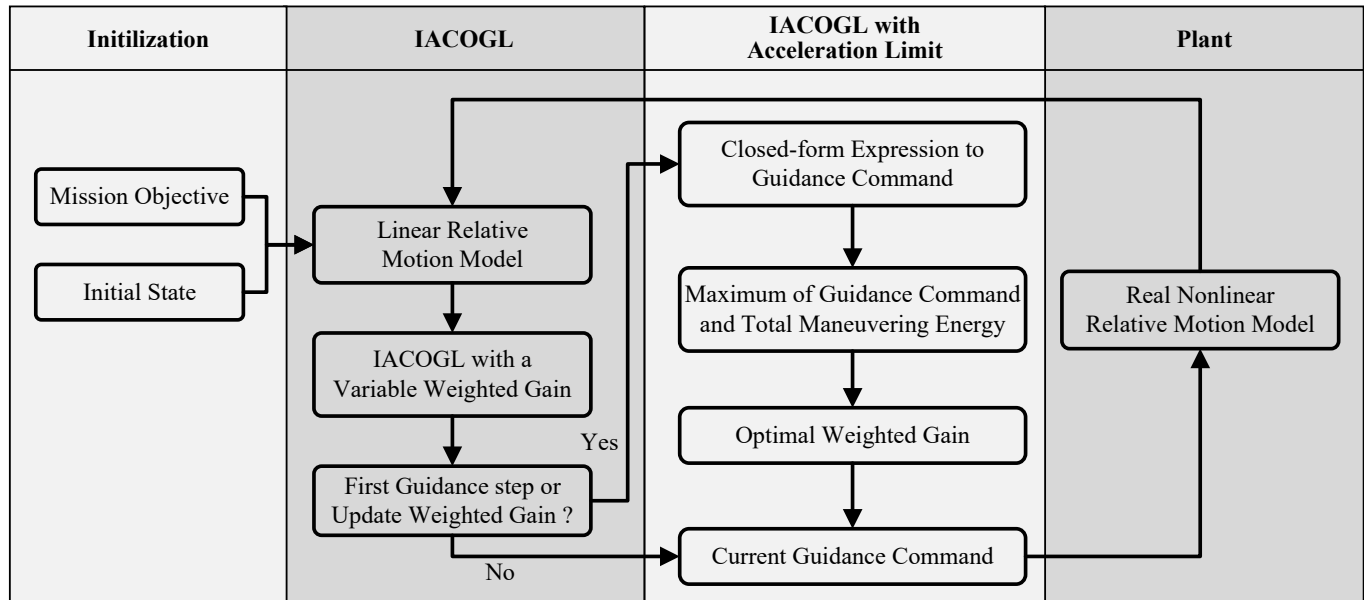 Initilization
IACOGL
IACOGL with
Acceleration Limit
Plant
Mission Objective
Initial State
Linear Relative
Motion Model
IACOGL with a
Variable Weighted Gain
First Guidance step or
Update Weighted Gain ?
Yes
No
Closed-form Expression to
Guidance Command
Maximum of Guidance Command
and Total Maneuvering Energy
Optimal Weighted Gain
Current Guidance Command
Real Nonlinear
Relative Motion Model